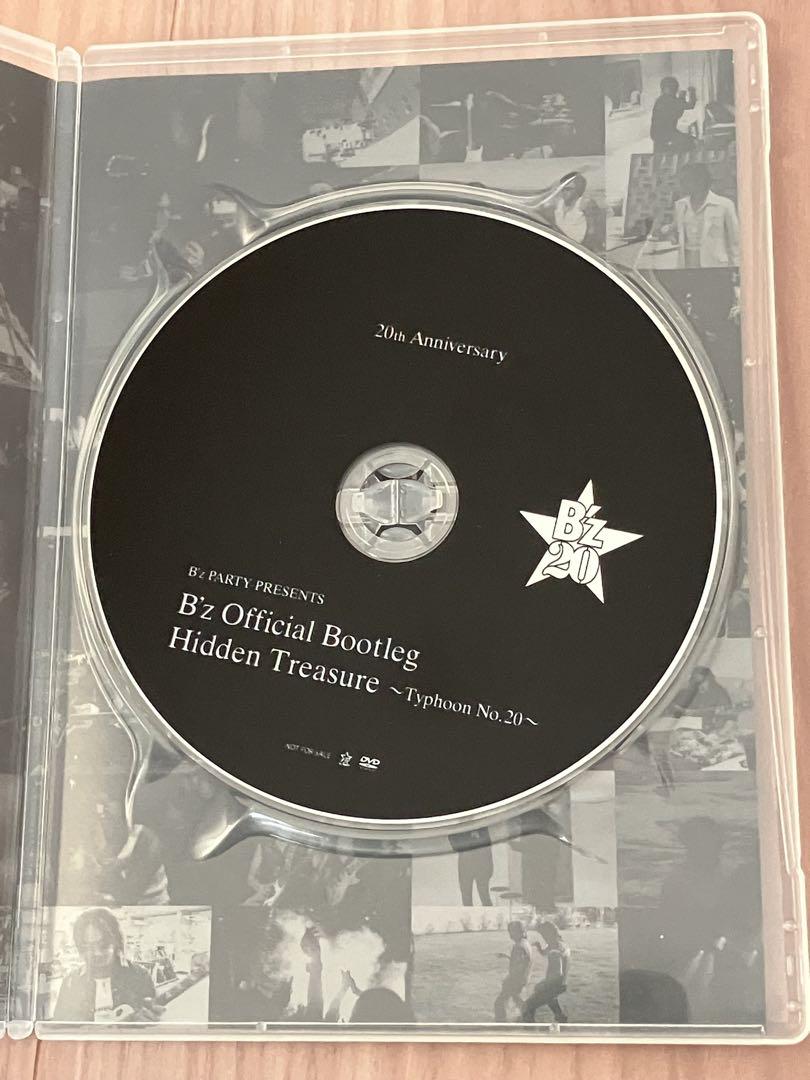 20th Anniversary
B'z
20
B'z PARTY PRESENTS
B'z Official Bootleg
Hidden Treasure ～Typhoon No.20～
NOT FOR SALE
DVD